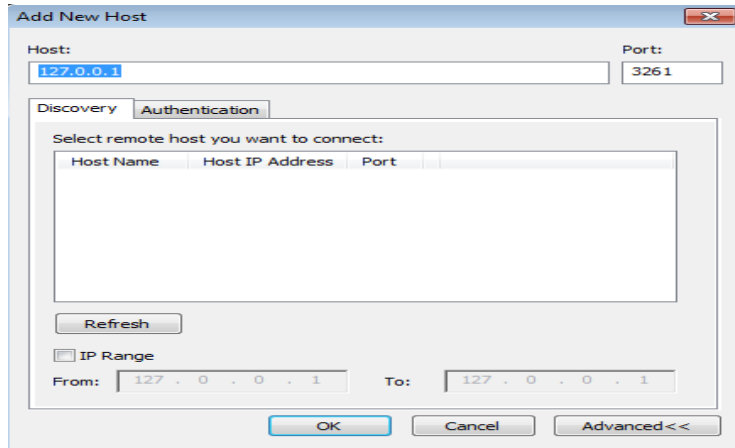 Add New Host
Host: Port:
127.0.0.1 3261
Discovery Authentication
Select remote host you want to connect:
Host Name Host IP Address Port
Refresh
IP Range
From: 127 . 0 . 0 . 1 To: 127 . 0 . 0 . 1
OK Cancel Advanced<<